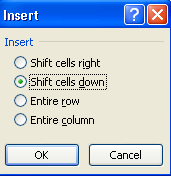 Insert
Insert
Shift cells right
Shift cells down
Entire row
Entire column
OK
Cancel